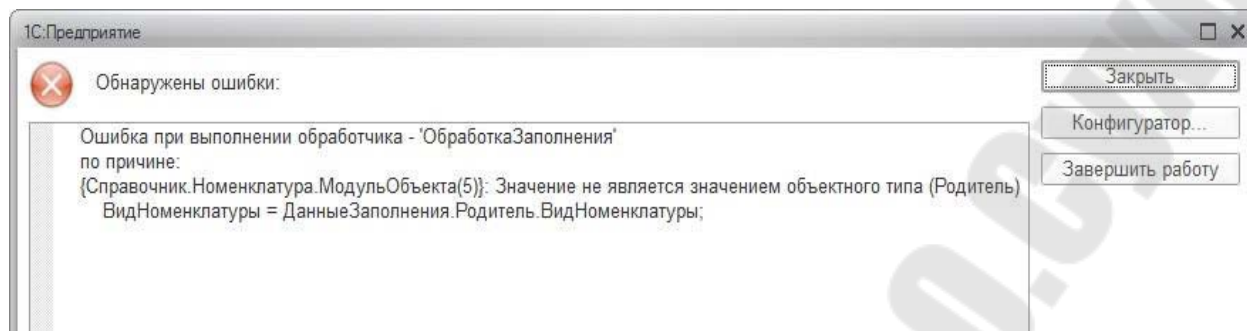 1С:Предприятие
Обнаружены ошибки:
Закрыть
Конфигуратор...
Завершить работу
Ошибка при выполнении обработчика - 'ОбработкаЗаполнения'
по причине:
{Справочник.Номенклатура.МодульОбъекта(5)}: Значение не является значением объектного типа (Родитель)
ВидНоменклатуры = ДанныеЗаполнения.Родитель.ВидНоменклатуры;